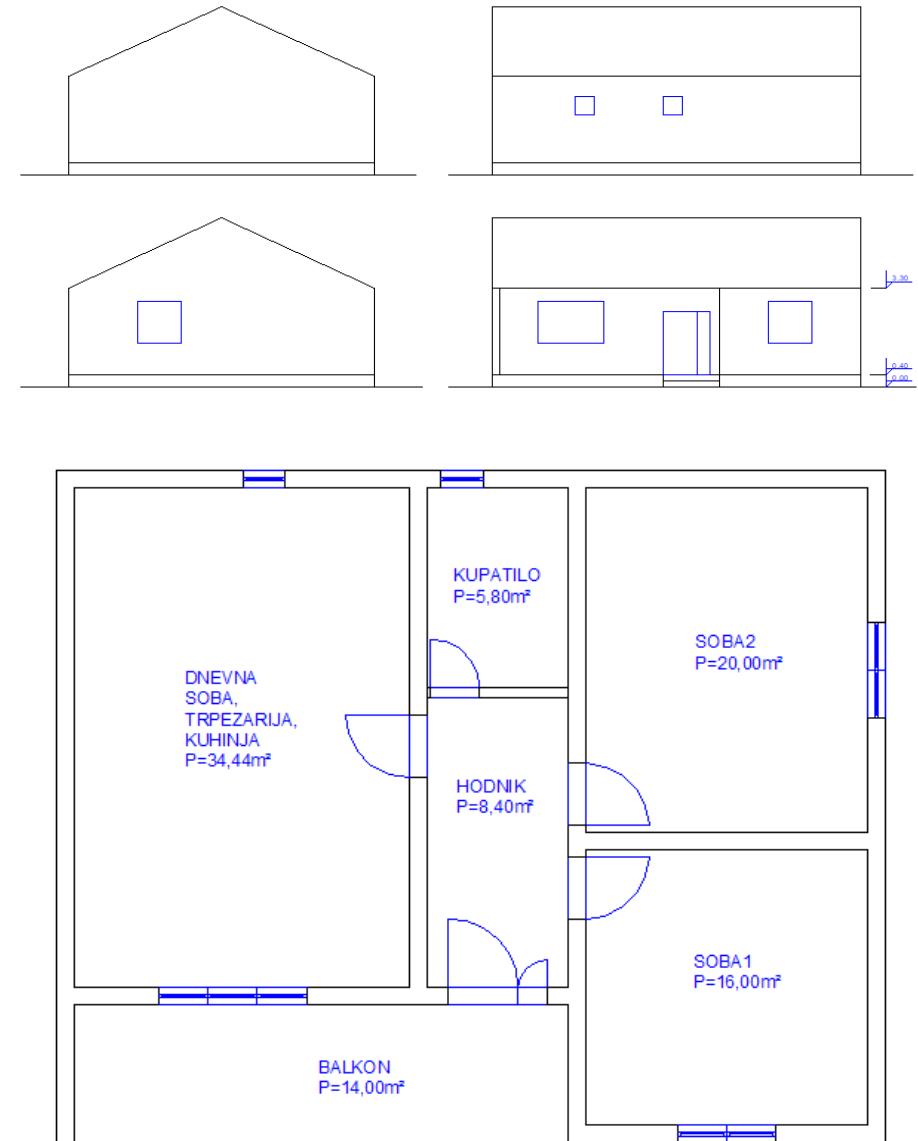 3.30
0.40
0.00
KUPATILO
P=5,80m²
SOBA2
P=20,00m²
DNEVNA
SOBA,
TRPEZARIJA,
KUHINJA
P=34,44m²
HODNIK
P=8,40m²
SOBA1
P=16,00m²
BALKON
P=14,00m²